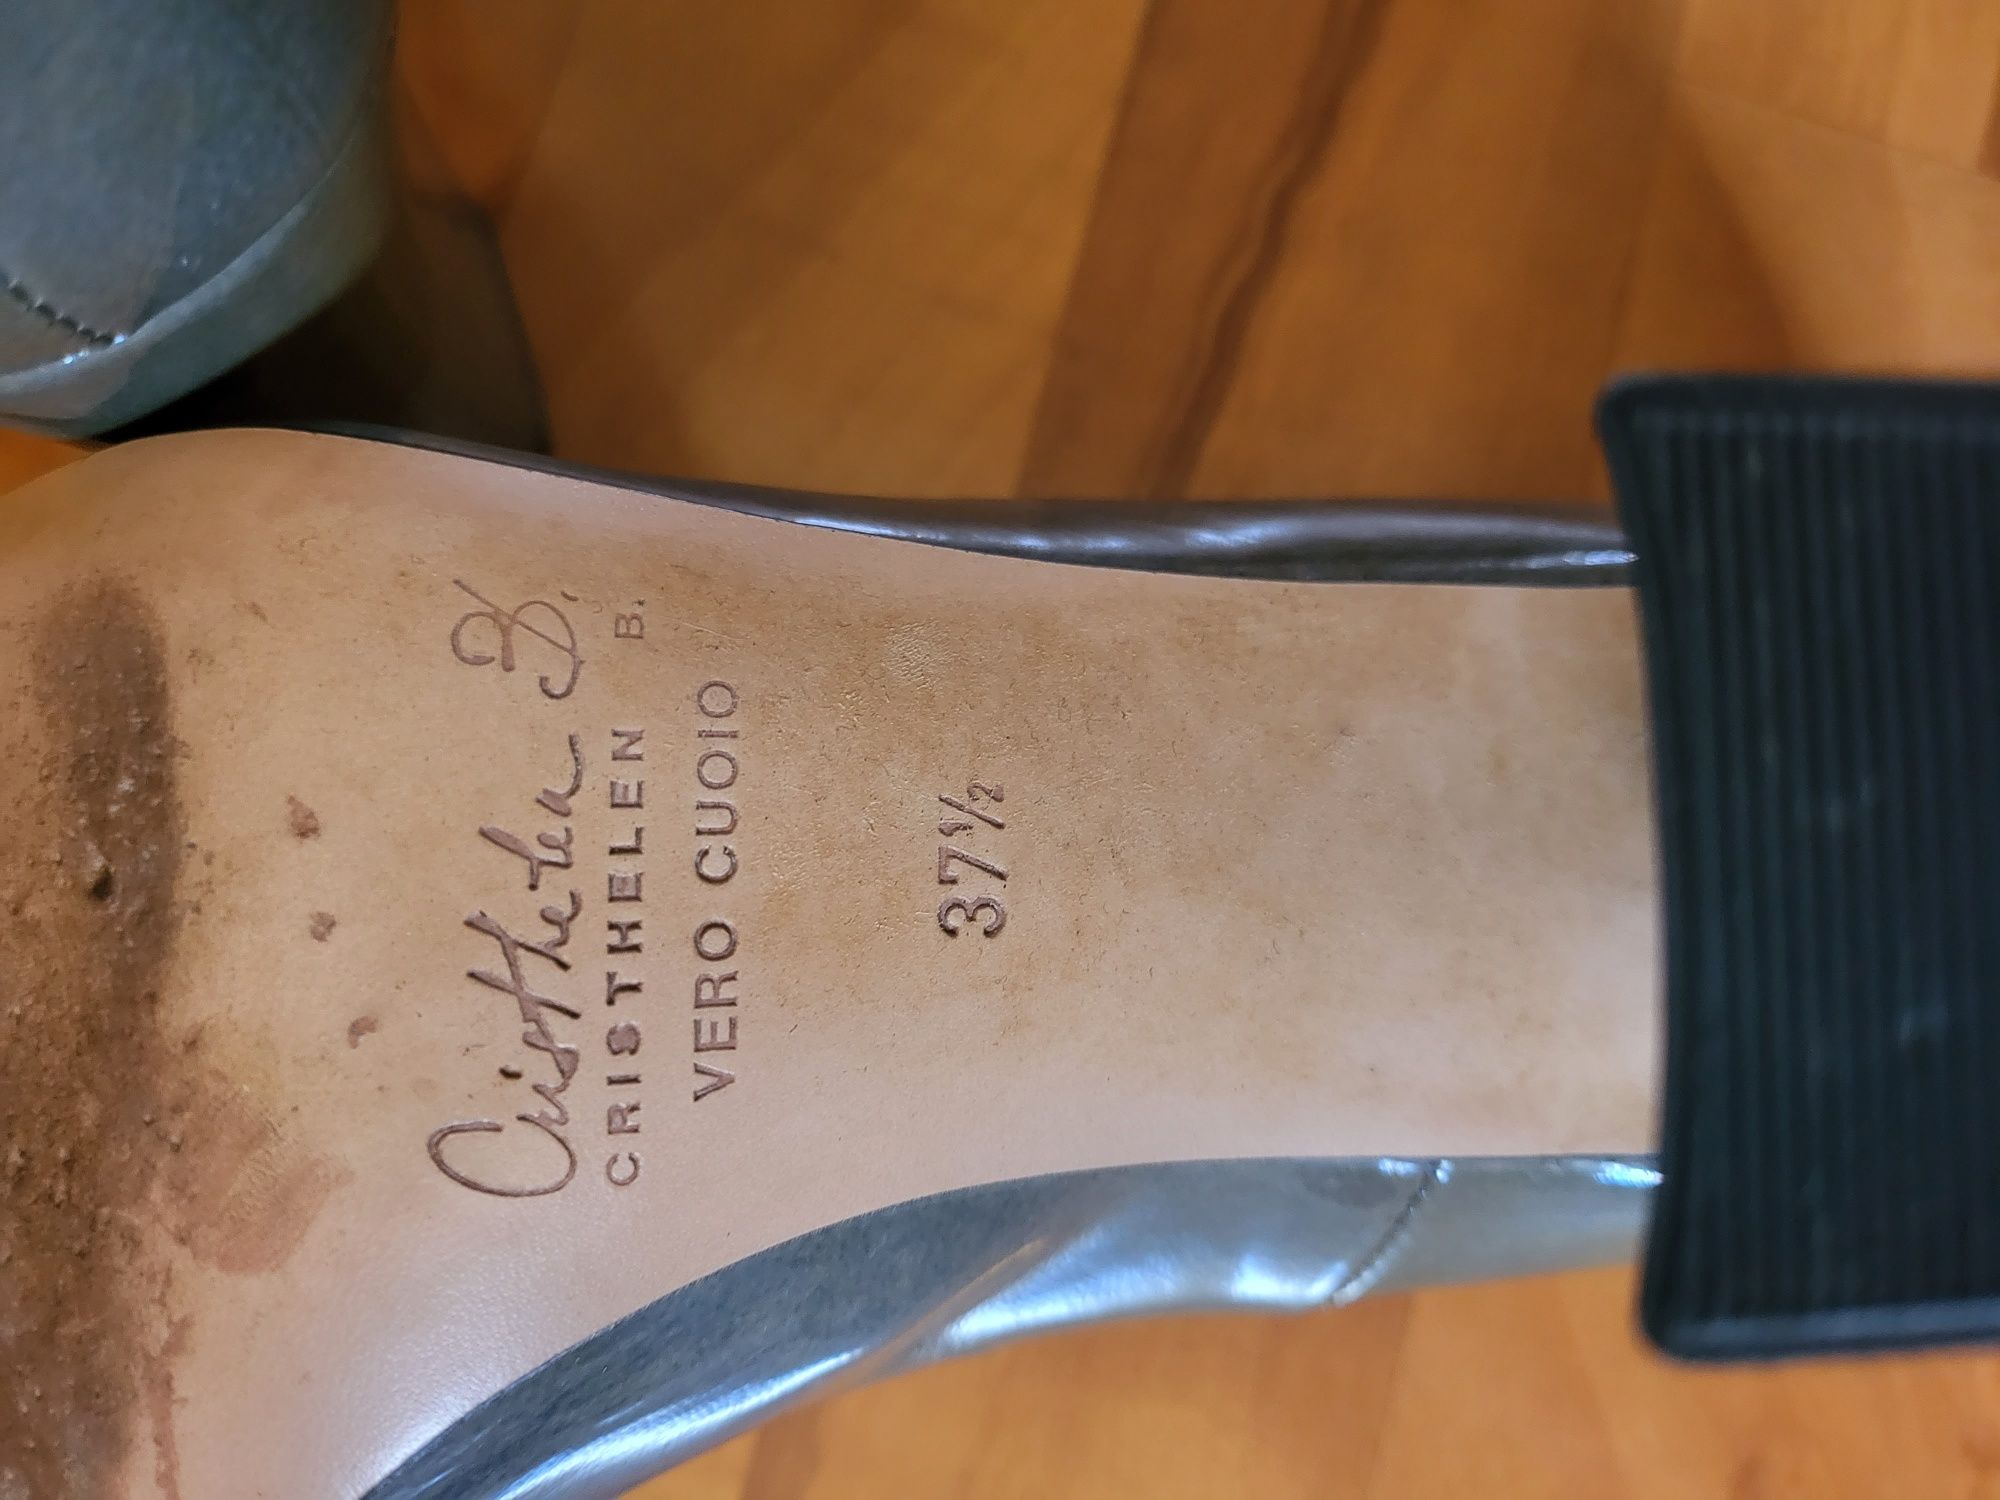 Cristhelen B.
CRISTHELEN B.
VERO CUOIO
37½